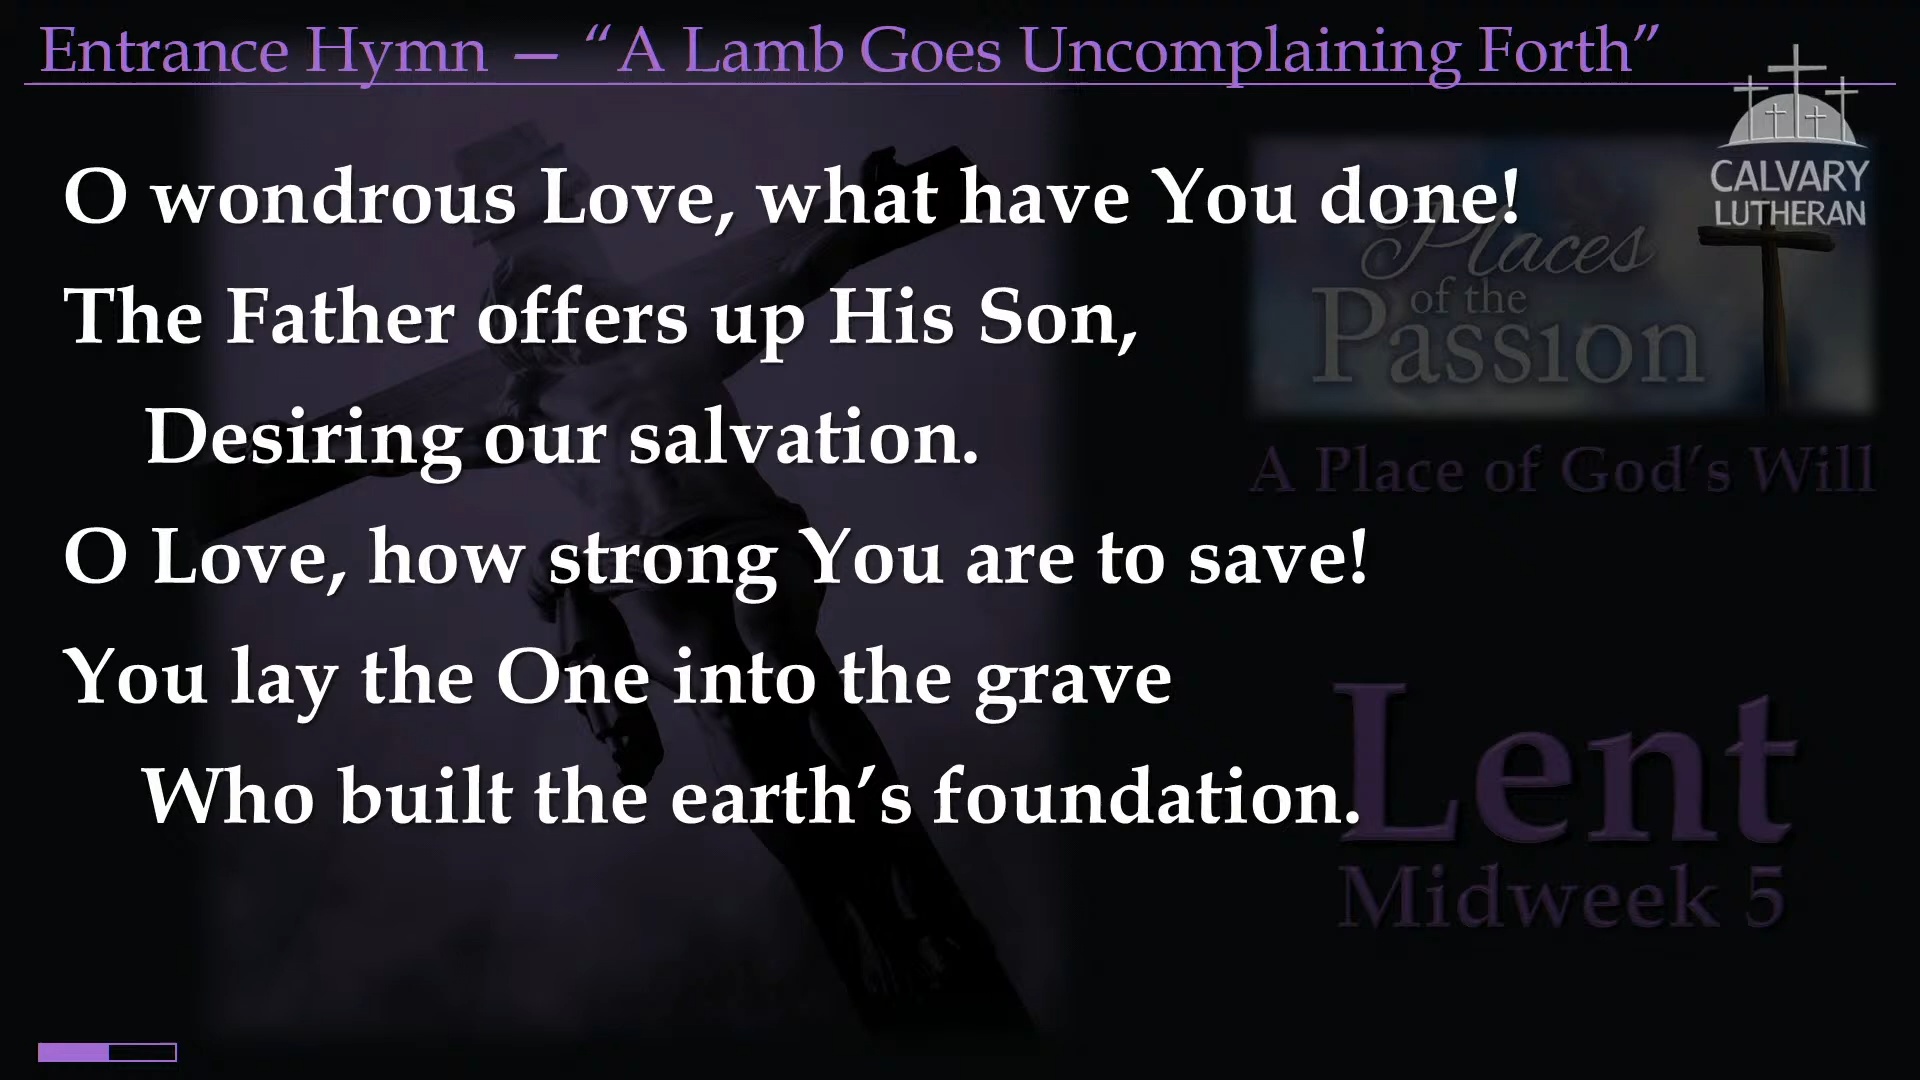 Entrance Hymn — “A Lamb Goes Uncomplaining Forth”
CALVARY
LUTHERAN
O wondrous Love, what have You done!
The Father offers up His Son,
Desiring our salvation.
O Love, how strong You are to save!
You lay the One into the grave
Who built the earth’s foundation.
Places
of the
Passion
A Place of God’s Will
Lent
Midweek 5